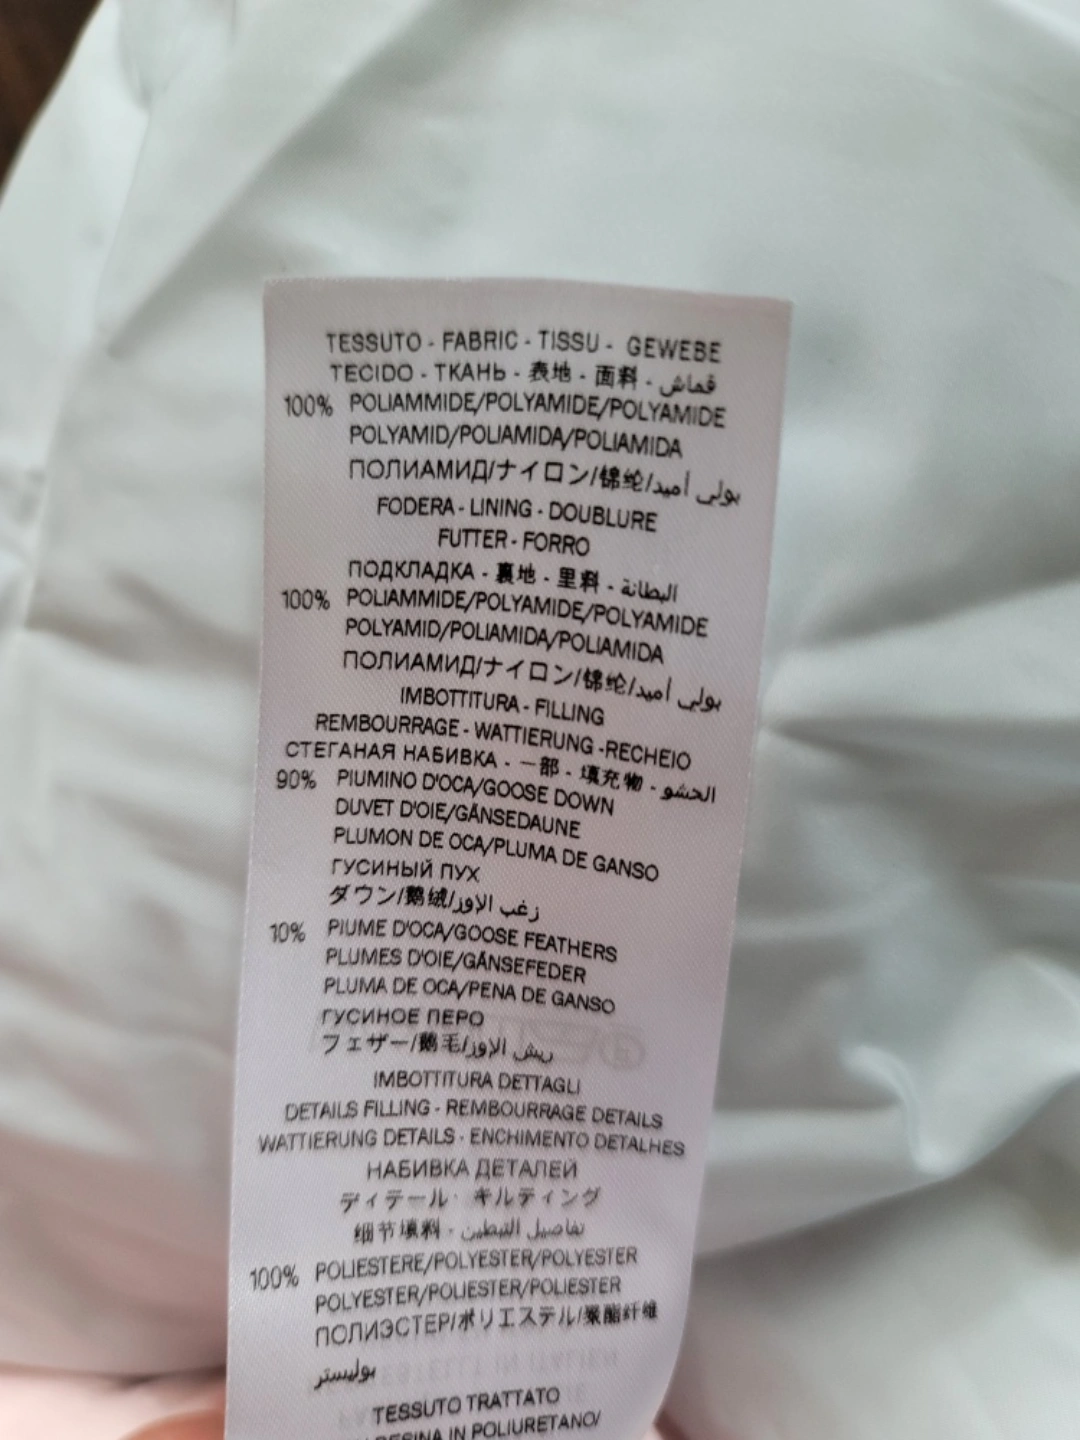 TESSUTO - FABRIC - TISSU - GEWEBE
TECIDO - ТКАНЬ - 表地 - 面料 - قماش
100% POLIAMMIDE/POLYAMIDE/POLYAMIDE
POLYAMID/POLIAMIDA/POLIAMIDA
ПОЛИАМИД/ナイロン/锦纶/بولي أميد
FODERA - LINING - DOUBLURE
FUTTER - FORRO
ПОДКЛАДКА - 裏地 - 里料 - البطانة
100% POLIAMMIDE/POLYAMIDE/POLYAMIDE
POLYAMID/POLIAMIDA/POLIAMIDA
ПОЛИАМИД/ナイロン/锦纶/بولي أميد
IMBOTTITURA - FILLING
REMBOURRAGE - WATTIERUNG -RECHEIO
СТЕГАНАЯ НАБИВКА - 一部 - 填充物 - الحشو
90% PIUMINO D'OCA/GOOSE DOWN
DUVET D'OIE/GÄNSEDAUNE
PLUMON DE OCA/PLUMA DE GANSO
ГУСИНЫЙ ПУХ
ダウン/鹅绒/زغب الإوز
10% PIUME D'OCA/GOOSE FEATHERS
PLUMES D'OIE/GÄNSEFEDER
PLUMA DE OCA/PENA DE GANSO
ГУСИНОЕ ПЕРО
フェザー/鹅毛/ريش الإوز
IMBOTTITURA DETTAGLI
DETAILS FILLING - REMBOURRAGE DETAILS
WATTIERUNG DETAILS - ENCHIMENTO DETALHES
НАБИВКА ДЕТАЛЕЙ
ディテール・キルティング
细节填料 - تفاصيل التبطين
100% POLIESTERE/POLYESTER/POLYESTER
POLYESTER/POLIESTER/POLIESTER
ПОЛИЭСТЕР/ポリエステル/聚酯纤维
بوليستر
TESSUTO TRATTATO
RESINA IN POLIURETANO/